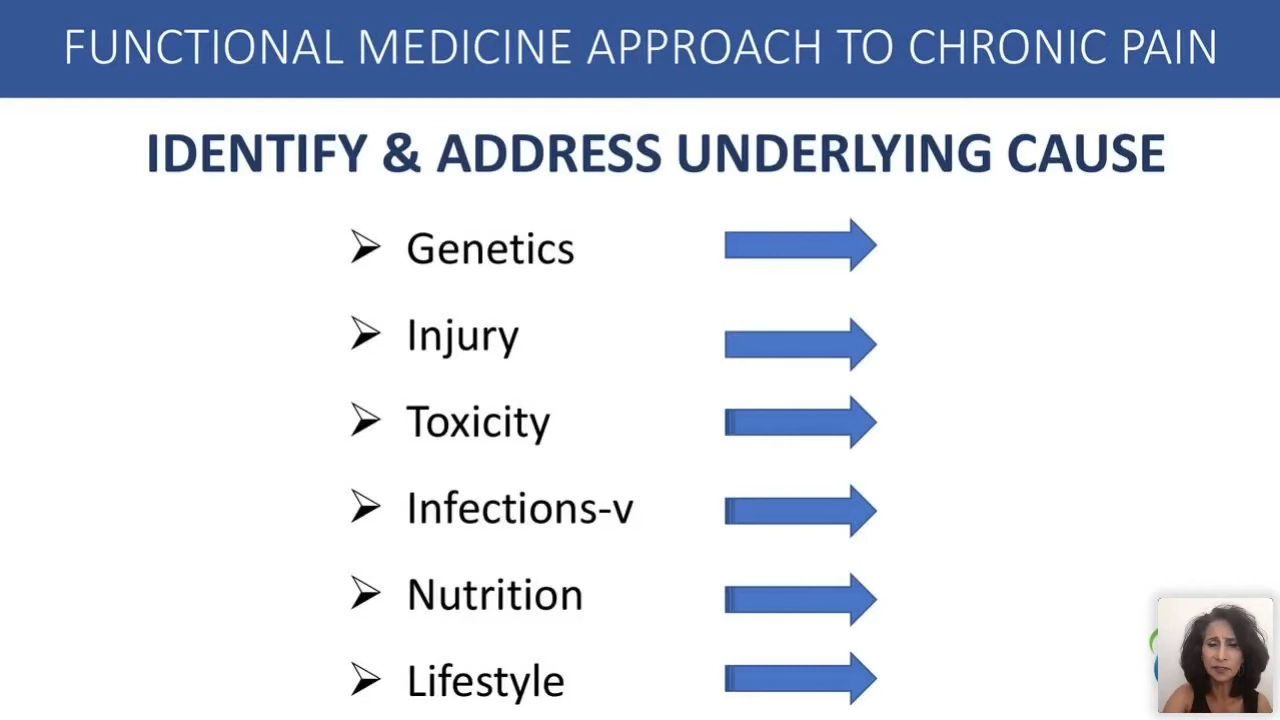 FUNCTIONAL MEDICINE APPROACH TO CHRONIC PAIN
IDENTIFY & ADDRESS UNDERLYING CAUSE
Genetics
Injury
Toxicity
Infections-v
Nutrition
Lifestyle